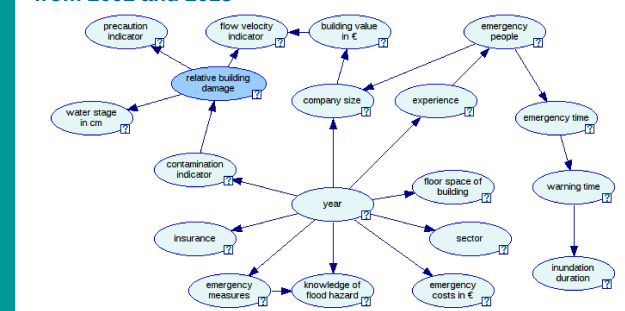 from 2002 and 2023
precaution
indicator
?
flow velocity
indicator
?
building value
in €
?
emergency
people
?
relative building
damage
?
water stage
in cm
?
company size
?
experience
?
emergency time
?
contamination
indicator
?
floor space of
building
?
warning time
?
year
?
insurance
?
sector
?
emergency
measures
?
knowledge of
flood hazard
?
emergency
costs in €
?
inundation
duration
?